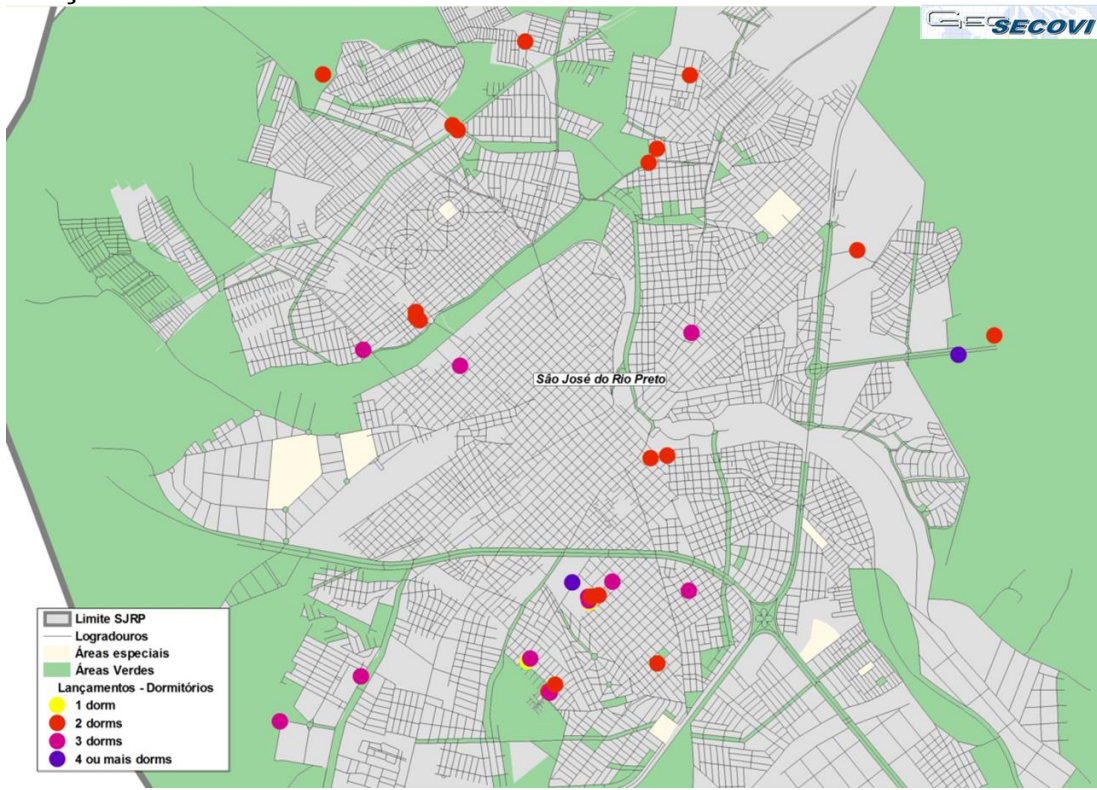 GeoSECOVI
São José do Rio Preto
Limite SJRP
Logradouros
Áreas especiais
Áreas Verdes
Lançamentos - Dormitórios
1 dorm
2 dorms
3 dorms
4 ou mais dorms